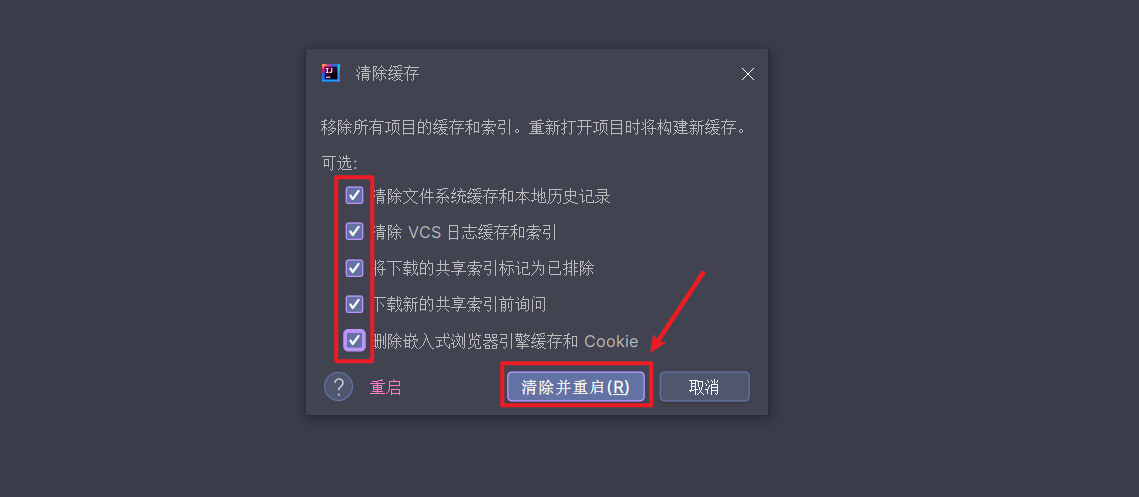 IJ
清除缓存
移除所有项目的缓存和索引。重新打开项目时将构建新缓存。
可选:
清除文件系统缓存和本地历史记录
清除 VCS 日志缓存和索引
将下载的共享索引标记为已排除
下载新的共享索引前询问
删除嵌入式浏览器引擎缓存和 Cookie
? 重启 清除并重启(R) 取消